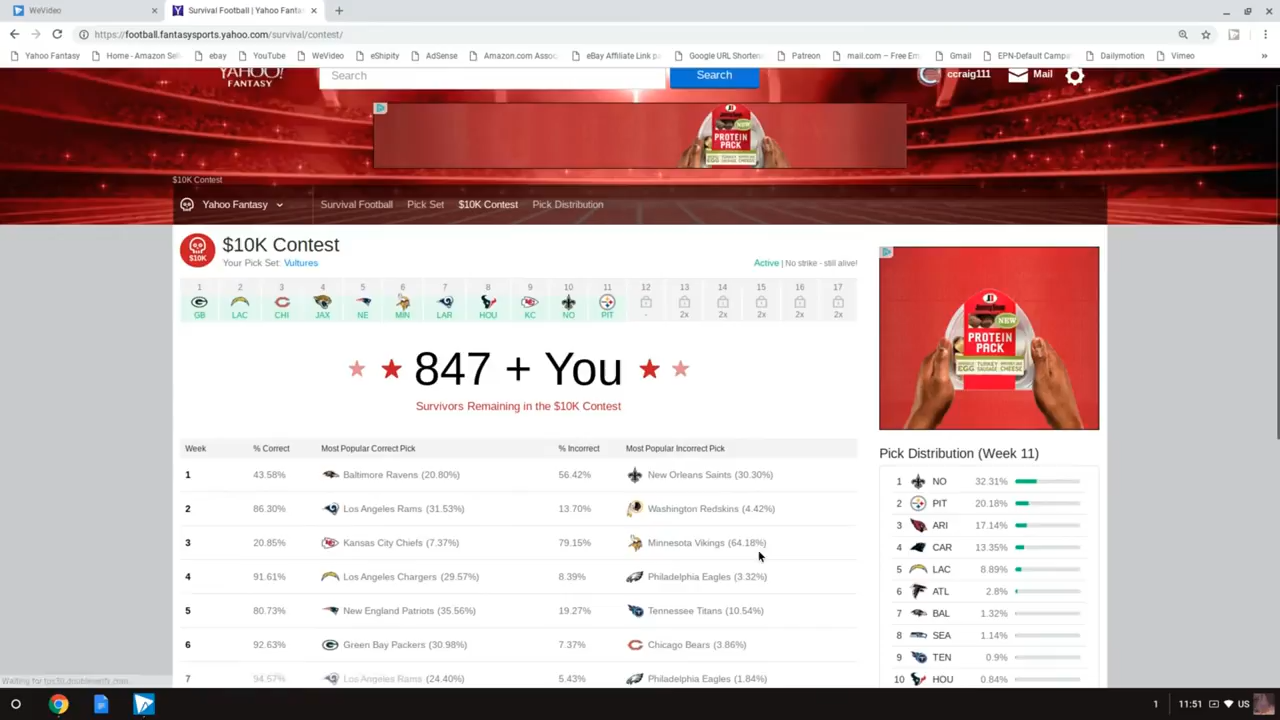 WeVideo
Survival Football | Yahoo Fanta
https://football.fantasysports.yahoo.com/survival/contest/
Yahoo Fantasy
Home - Amazon Sel
ebay
YouTube
WeVideo
eShipity
AdSense
Amazon.com Assoc
eBay Affiliate Link p
Google URL Shorten
Patreon
mail.com – Free Em
Gmail
EPN-Default Campa
Dailymotion
Vimeo
»
YAHOO!
FANTASY
Search
Search
ccraig111
Mail
PROTEIN
PACK
$10K Contest
Yahoo Fantasy
Survival Football
Pick Set
$10K Contest
Pick Distribution
$10K
$10K Contest
Your Pick Set: Vultures
Active | No strike - still alive!
1 2 3 4 5 6 7 8 9 10 11 12 13 14 15 16 17
GB LAC CHI JAX NE MIN LAR HOU KC NO PIT - 2x 2x 2x 2x 2x
847 + You
Survivors Remaining in the $10K Contest
Week % Correct Most Popular Correct Pick % Incorrect Most Popular Incorrect Pick
1 43.58% Baltimore Ravens (20.80%) 56.42% New Orleans Saints (30.30%)
2 86.30% Los Angeles Rams (31.53%) 13.70% Washington Redskins (4.42%)
3 20.85% Kansas City Chiefs (7.37%) 79.15% Minnesota Vikings (64.18%)
4 91.61% Los Angeles Chargers (29.57%) 8.39% Philadelphia Eagles (3.32%)
5 80.73% New England Patriots (35.56%) 19.27% Tennessee Titans (10.54%)
6 92.63% Green Bay Packers (30.98%) 7.37% Chicago Bears (3.86%)
7 94.57% Los Angeles Rams (24.40%) 5.43% Philadelphia Eagles (1.84%)
NEW
PROTEIN
PACK
EGG TURKEY SAUSAGE CHEESE
Pick Distribution (Week 11)
1 NO 32.31%
2 PIT 20.18%
3 ARI 17.14%
4 CAR 13.35%
5 LAC 8.89%
6 ATL 2.8%
7 BAL 1.32%
8 SEA 1.14%
9 TEN 0.9%
10 HOU 0.84%
Waiting for
1
11:51
US